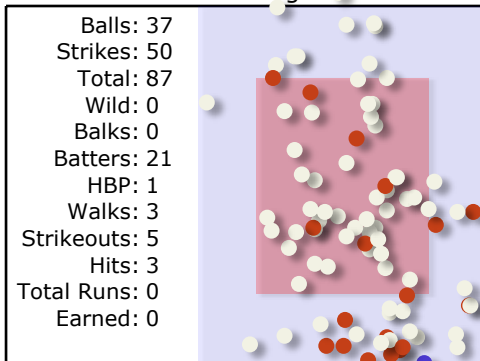 Balls: 37
Strikes: 50
Total: 87
Wild: 0
Balks: 0
Batters: 21
HBP: 1
Walks: 3
Strikeouts: 5
Hits: 3
Total Runs: 0
Earned: 0